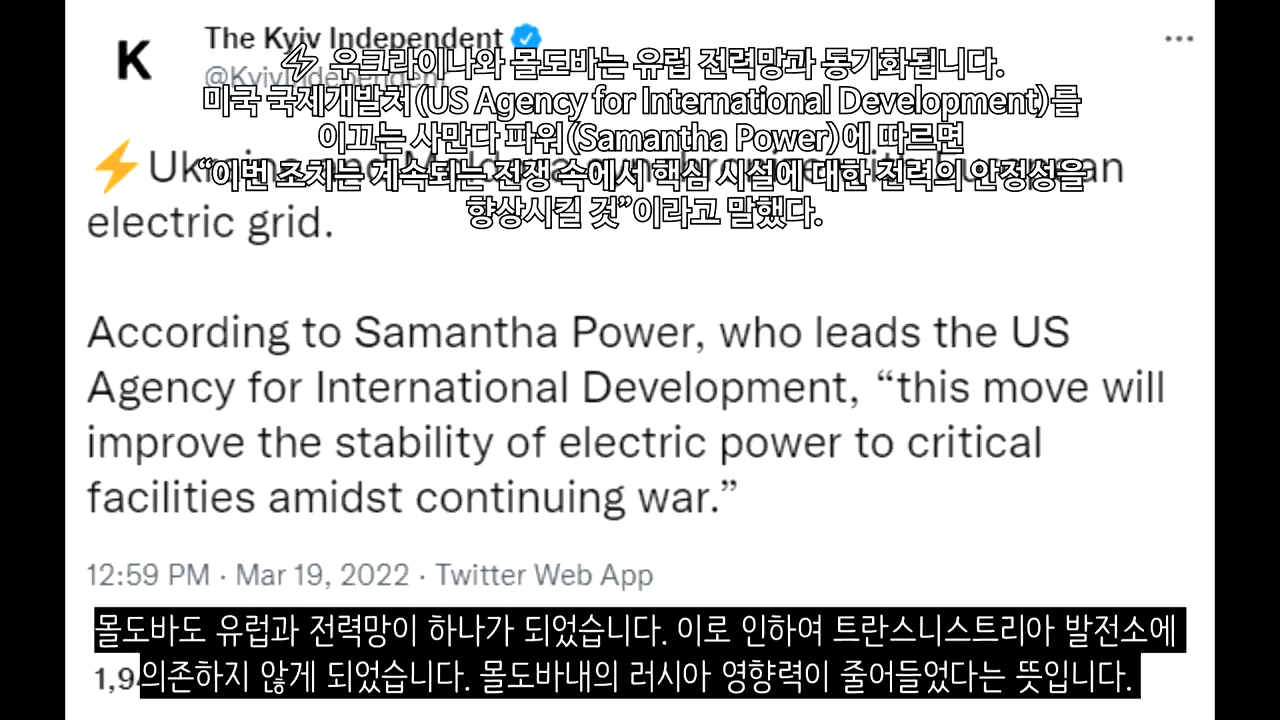 The Kyiv Independent
K
@KyivIndependent
⚡ 우크라이나와 몰도바는 유럽 전력망과 동기화됩니다.
미국 국제개발처(US Agency for International Development)를
이끄는 사만다 파워(Samantha Power)에 따르면
“이번 조치는 계속되는 전쟁 속에서 핵심 시설에 대한 전력의 안정성을
향상시킬 것”이라고 말했다.
⚡Ukraine and Moldova European
electric grid.
According to Samantha Power, who leads the US
Agency for International Development, “this move will
improve the stability of electric power to critical
facilities amidst continuing war.”
12:59 PM · Mar 19, 2022 · Twitter Web App
몰도바도 유럽과 전력망이 하나가 되었습니다. 이로 인하여 트란스니스트리아 발전소에
의존하지 않게 되었습니다. 몰도바내의 러시아 영향력이 줄어들었다는 뜻입니다.